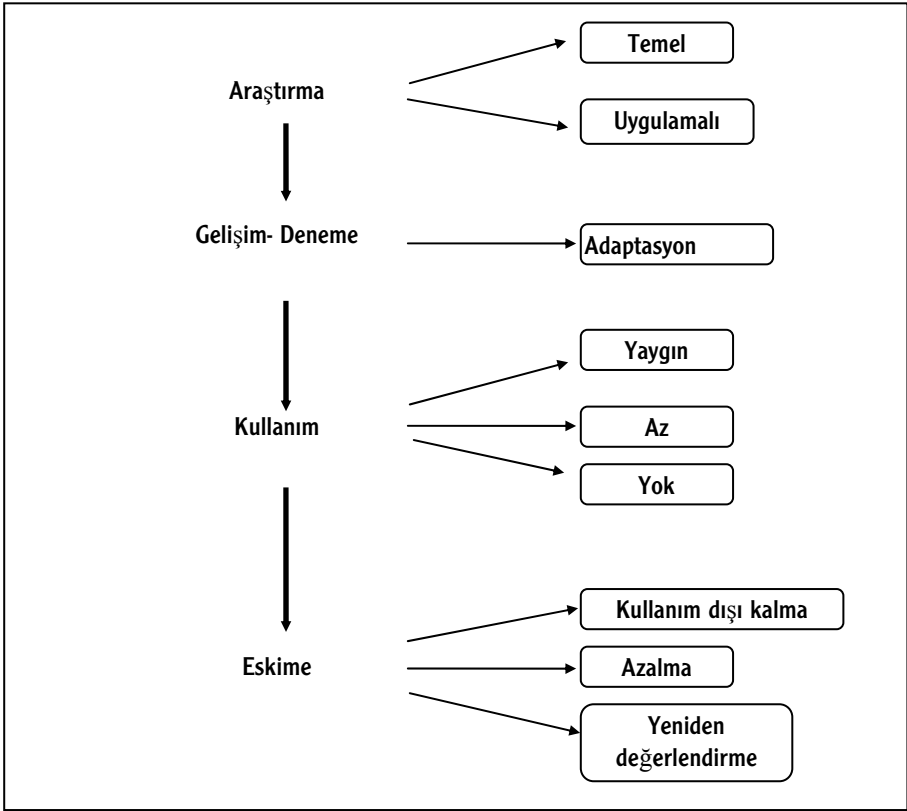 Temel
Araştırma
Uygulamalı
Gelişim- Deneme
Adaptasyon
Yaygın
Kullanım
Az
Yok
Kullanım dışı kalma
Eskime
Azalma
Yeniden
değerlendirme